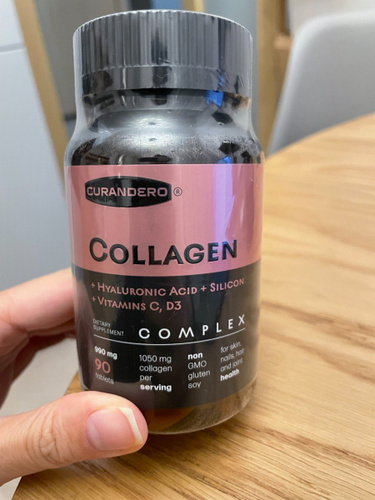 CURANDERO®
COLLAGEN
+ HYALURONIC ACID + SILICON
+ VITAMINS C, D3
DIETARY
SUPPLEMENT
COMPLEX
990 mg
90
tablets
1050 mg
collagen
per
serving
non
GMO
gluten
soy
for skin,
nails, hair
and joint
health